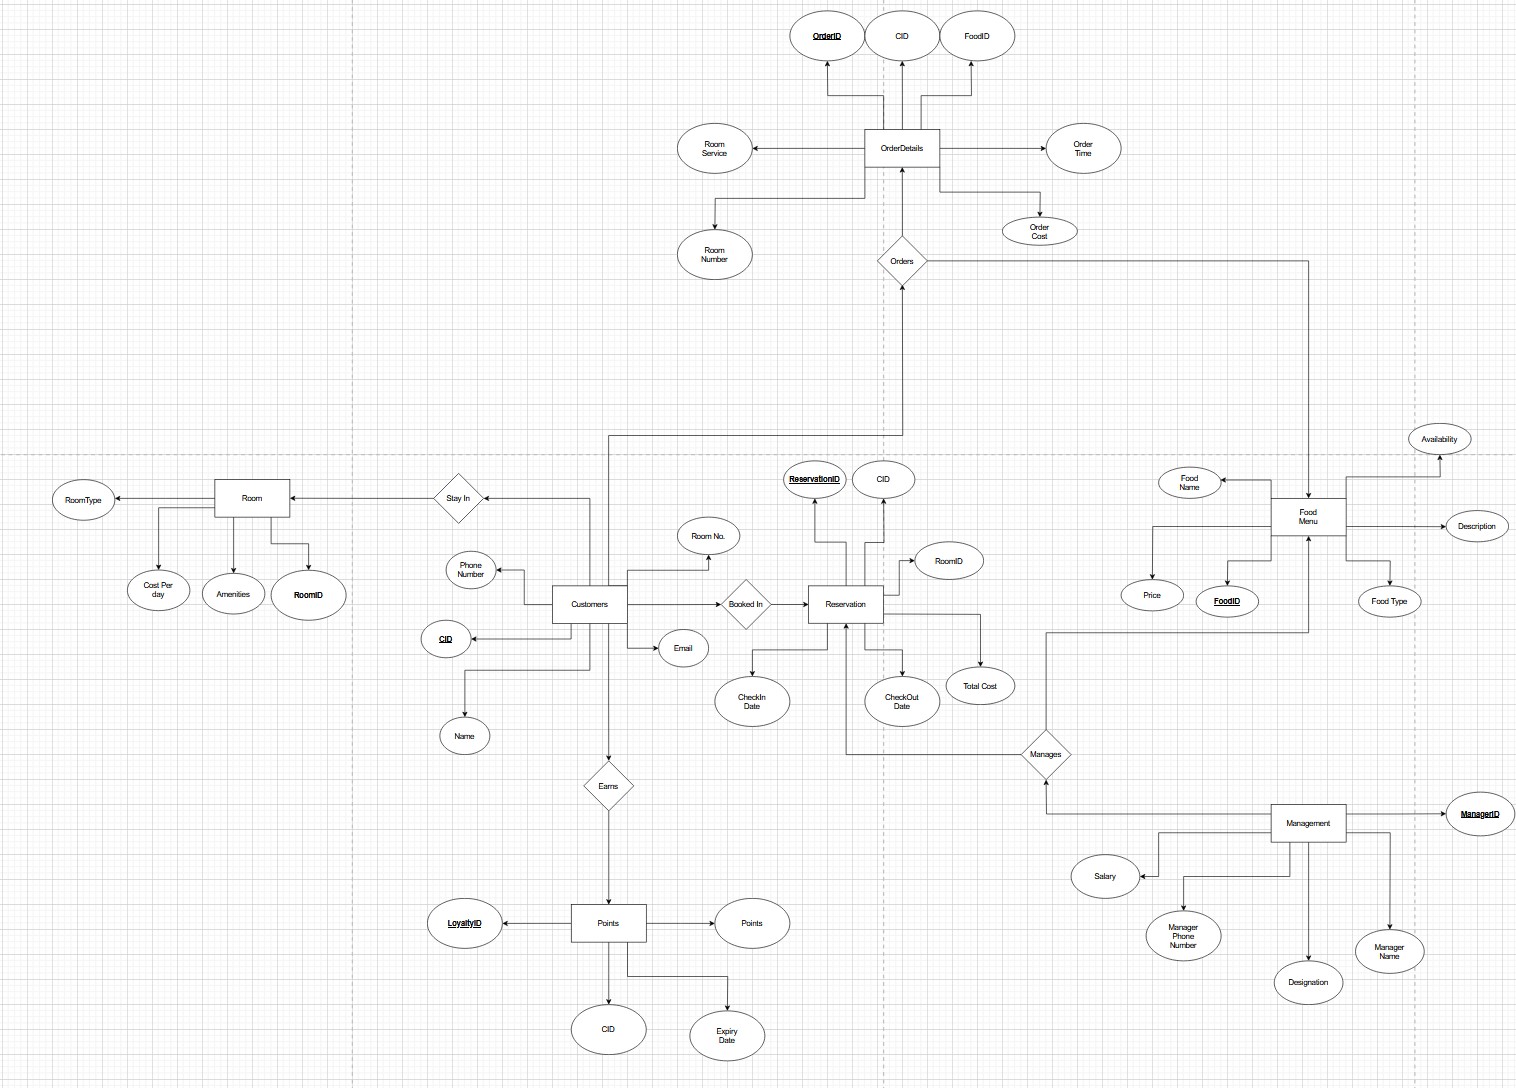 OrderID
CID
FoodID
Room
Service
OrderDetails
Order
Time
Order
Cost
Room
Number
Orders
Availability
Food
Name
Food
Menu
Description
Price
FoodID
Food Type
RoomType
Room
Stay In
Cost Per
day
Amenities
RoomID
ReservationID
CID
Room No.
Phone
Number
RoomID
Customers
Booked In
Reservation
CID
Email
Name
CheckIn
Date
CheckOut
Date
Total Cost
Manages
Earns
Management
ManagerID
Salary
Manager
Phone
Number
Designation
Manager
Name
LoyaltyID
Points
Points
CID
Expiry
Date